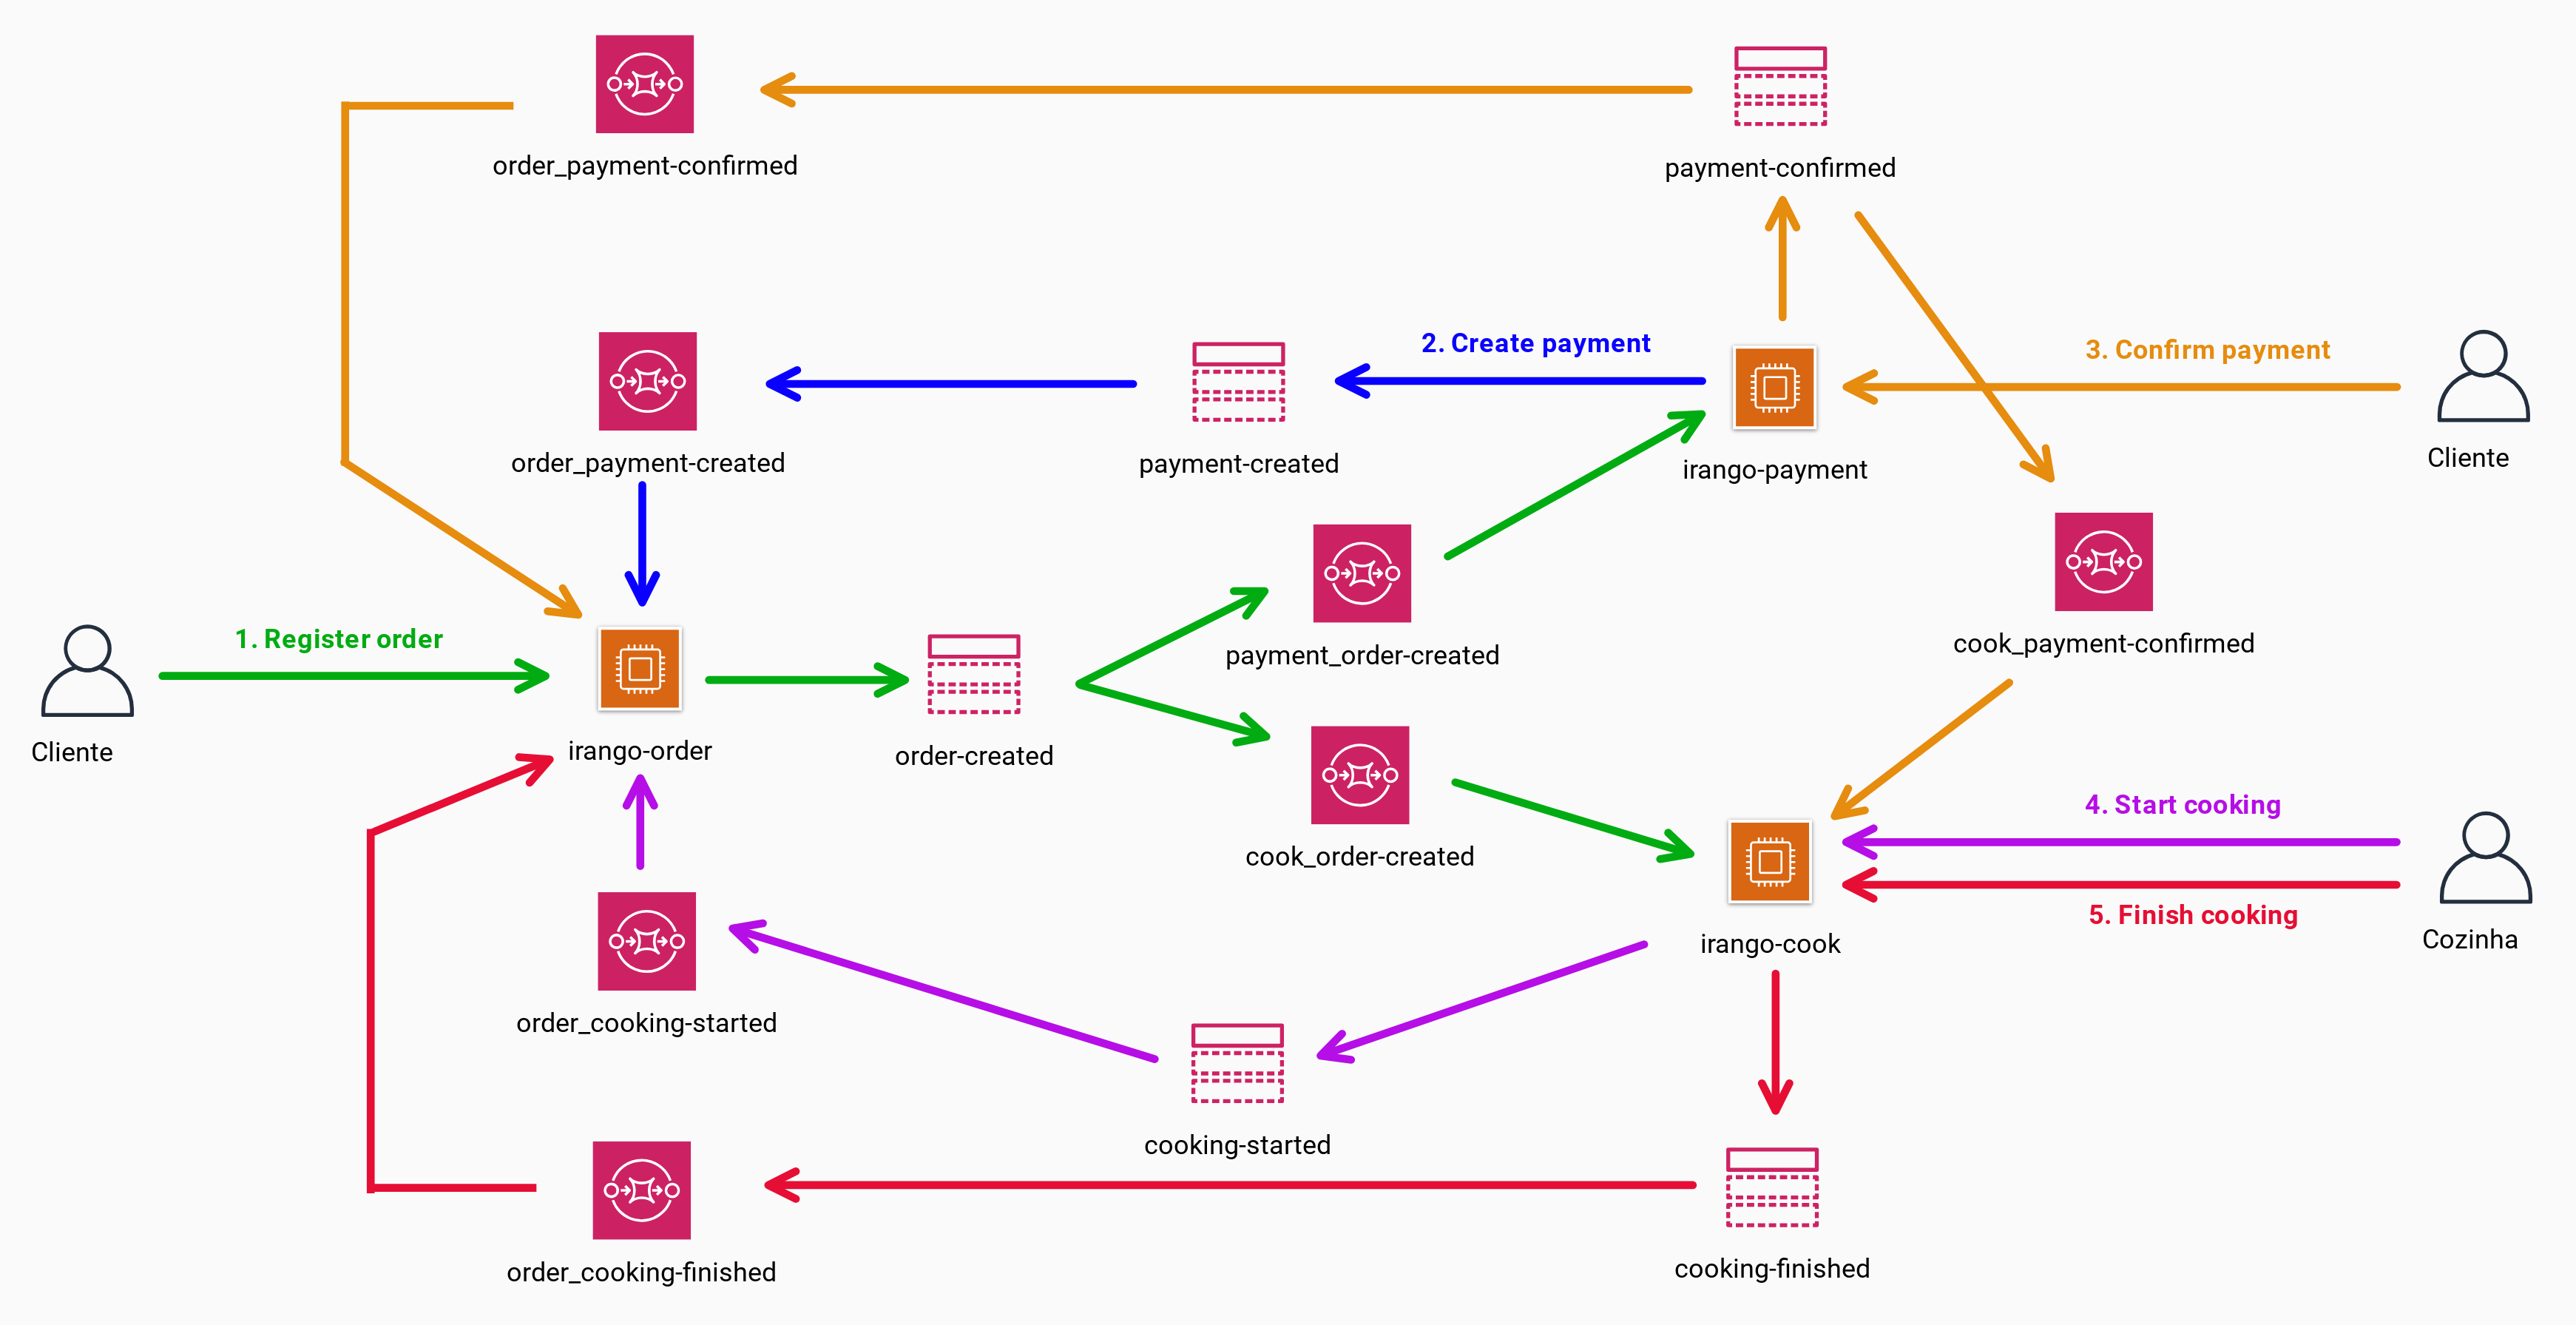 order_payment-confirmed
payment-confirmed
2. Create payment
3. Confirm payment
order_payment-created
payment-created
irango-payment
Cliente
1. Register order
payment_order-created
cook_payment-confirmed
Cliente
irango-order
order-created
cook_order-created
4. Start cooking
5. Finish cooking
irango-cook
Cozinha
order_cooking-started
cooking-started
order_cooking-finished
cooking-finished